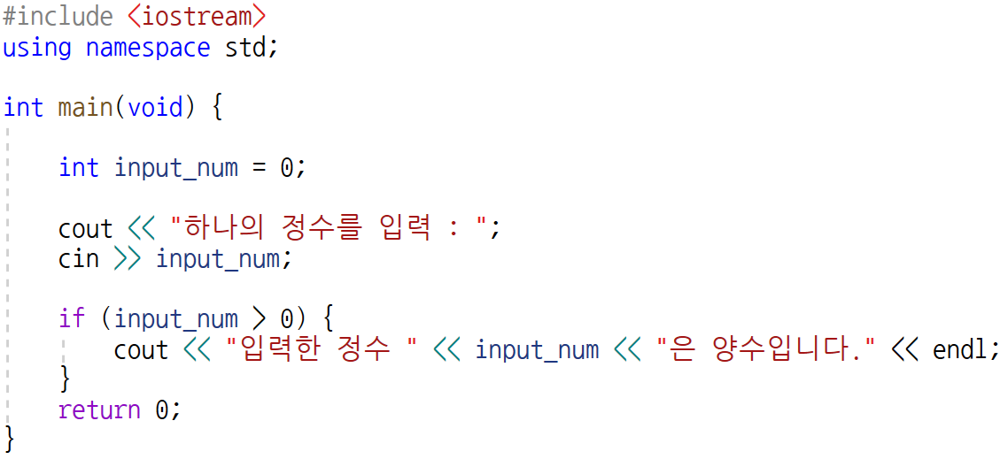 #include <iostream>
using namespace std;
int main(void) {
int input_num = 0;
cout << "하나의 정수를 입력 : ";
cin >> input_num;
if (input_num > 0) {
cout << "입력한 정수 " << input_num << "은 양수입니다." << endl;
}
return 0;
}